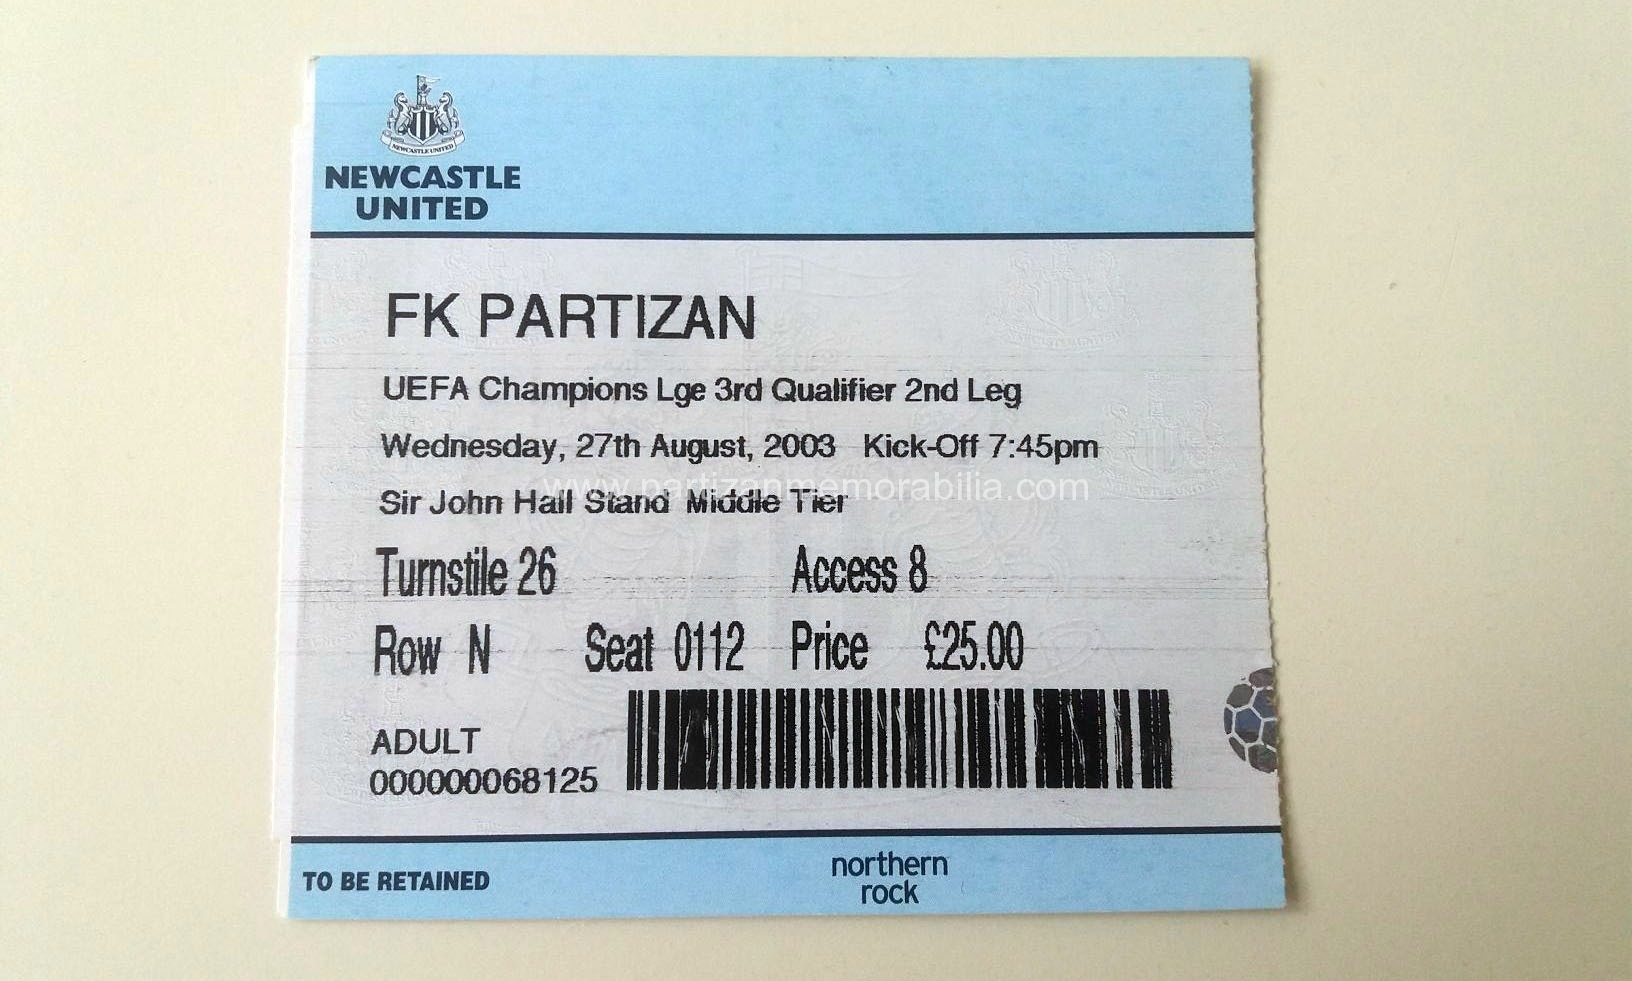 NEWCASTLE UNITED
NEWCASTLE
UNITED
FK PARTIZAN
UEFA Champions Lge 3rd Qualifier 2nd Leg
Wednesday, 27th August, 2003 Kick-Off 7:45pm
www.partizanmemorabilia.com
Sir John Hall Stand Middle Tier
Turnstile 26 Access 8
Row N Seat 0112 Price £25.00
ADULT
000000068125
TO BE RETAINED
northern
rock